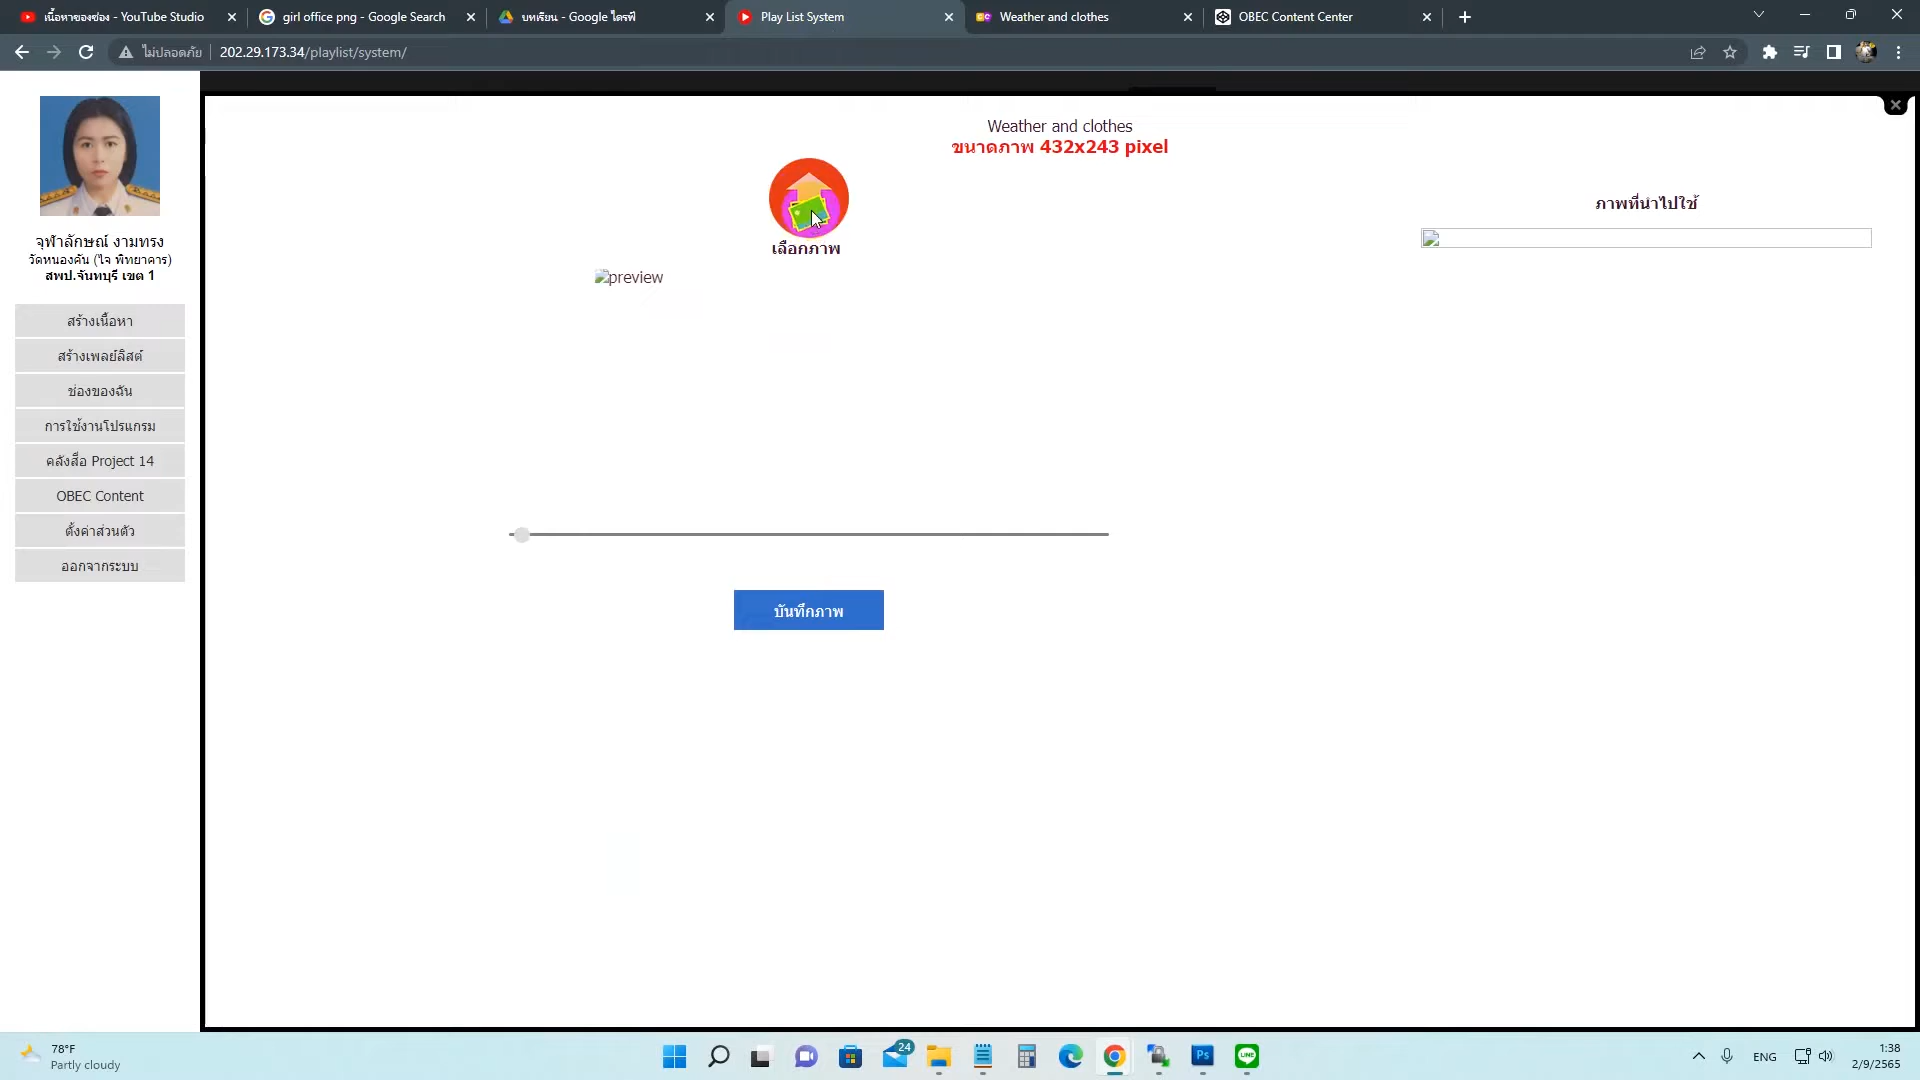 เนื้อหาของช่อง - YouTube Studio
girl office png - Google Search
บทเรียน - Google ไดรฟ์
Play List System
Weather and clothes
OBEC Content Center
ไม่ปลอดภัย
202.29.173.34/playlist/system/
จุฬาลักษณ์ งามทรง
วัดหนองคัน (ไจ พิทยาคาร)
สพป.จันทบุรี เขต 1
สร้างเนื้อหา
สร้างเพลย์ลิสต์
ช่องของฉัน
การใช้งานโปรแกรม
คลังสื่อ Project 14
OBEC Content
ตั้งค่าส่วนตัว
ออกจากระบบ
Weather and clothes
ขนาดภาพ 432x243 pixel
เลือกภาพ
preview
บันทึกภาพ
ภาพที่นำไปใช้
78°F
Partly cloudy
24
Ps
LINE
ENG
1:38
2/9/2565